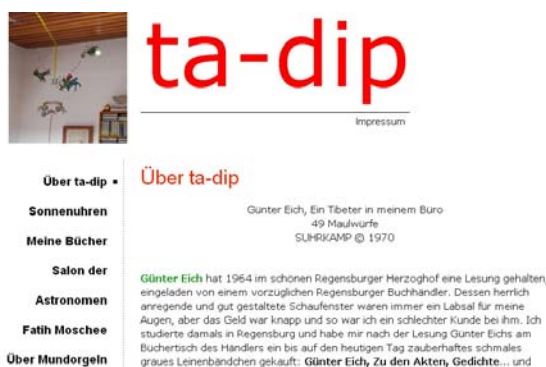 ta-dip
Impressum
Über ta-dip
Sonnenuhren
Meine Bücher
Salon der
Astronomen
Fatih Moschee
Über Mundorgeln
Über ta-dip
Günter Eich, Ein Tibeter in meinem Büro
49 Maulwürfe
SUHRKAMP © 1970
Günter Eich hat 1964 im schönen Regensburger Herzoghof eine Lesung gehalten,
eingeladen von einem vorzüglichen Regensburger Buchhändler. Dessen herrlich
anregende und gut gestaltete Schaufenster waren immer ein Labsal für meine
Augen, aber das Geld war knapp und so war ich ein schlechter Kunde bei ihm. Ich
studierte damals in Regensburg und habe mir nach der Lesung Günter Eichs am
Büchertisch des Händlers ein bis auf den heutigen Tag zauberhaftes schmales
graues Leinenbändchen gekauft: Günter Eich, Zu den Akten, Gedichte... und